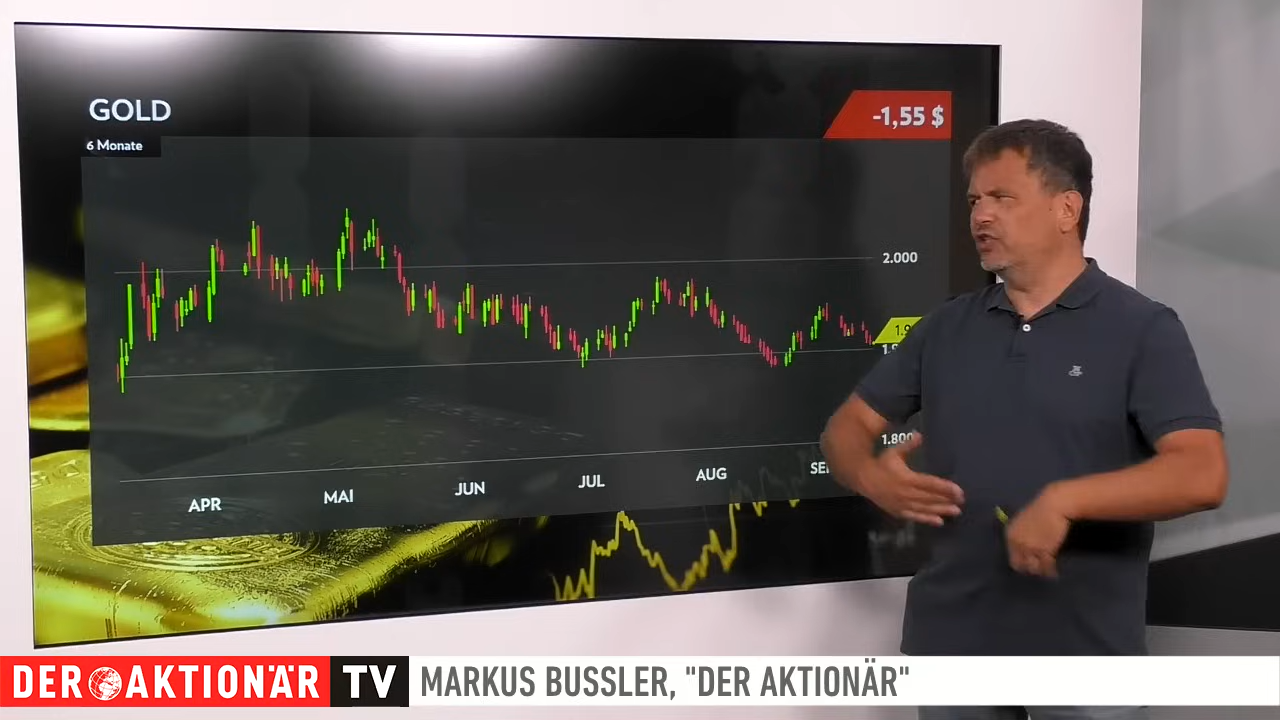 GOLD
-1,55 $
6 Monate
2.000
1.800
APR
MAI
JUN
JUL
AUG
DER AKTIONÄR TV
MARKUS BUSSLER, "DER AKTIONÄR"